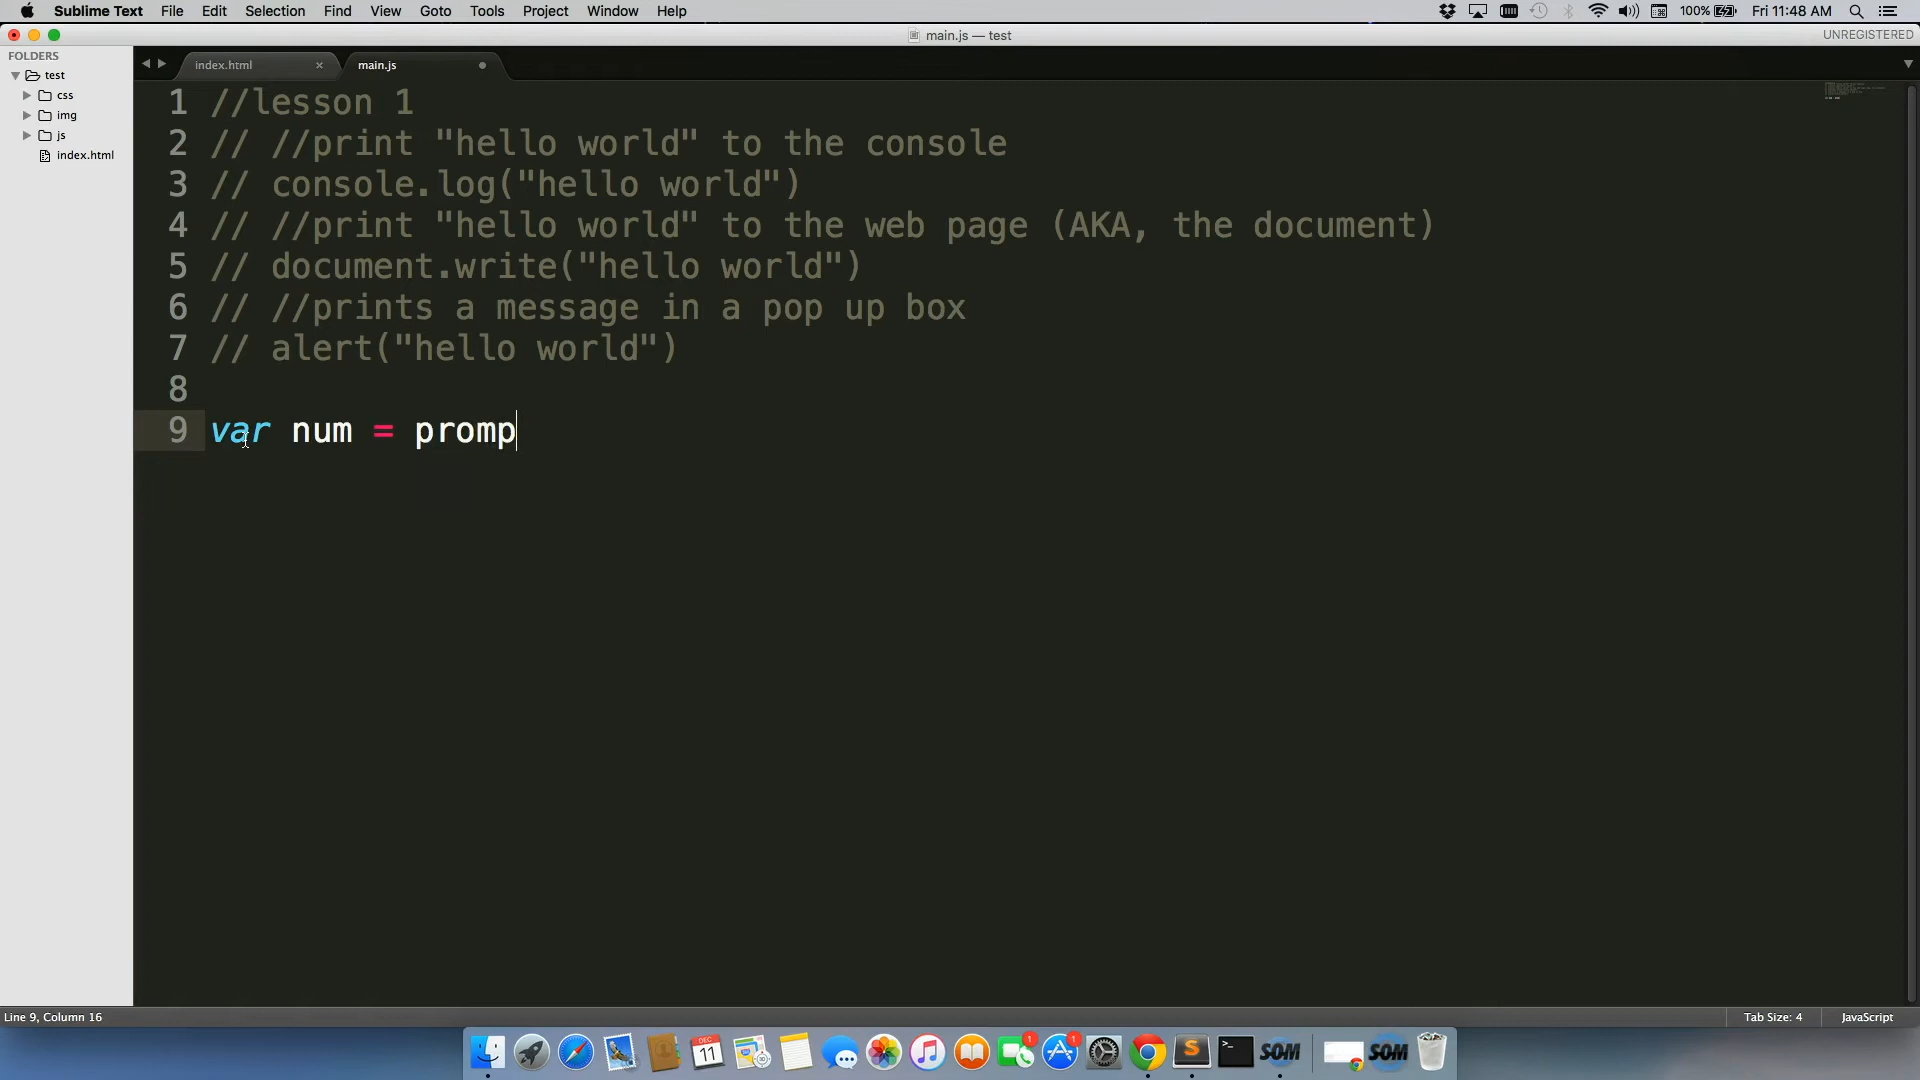 Sublime Text File Edit Selection Find View Goto Tools Project Window Help 100% Fri 11:48 AM
main.js — test UNREGISTERED
FOLDERS
test
css
img
js
index.html
index.html main.js
1 //lesson 1
2 // //print "hello world" to the console
3 // console.log("hello world")
4 // //print "hello world" to the web page (AKA, the document)
5 // document.write("hello world")
6 // //prints a message in a pop up box
7 // alert("hello world")
8
9 var num = promp
Line 9, Column 16 Tab Size: 4 JavaScript
DEC 11 1 1 S SOM SOM